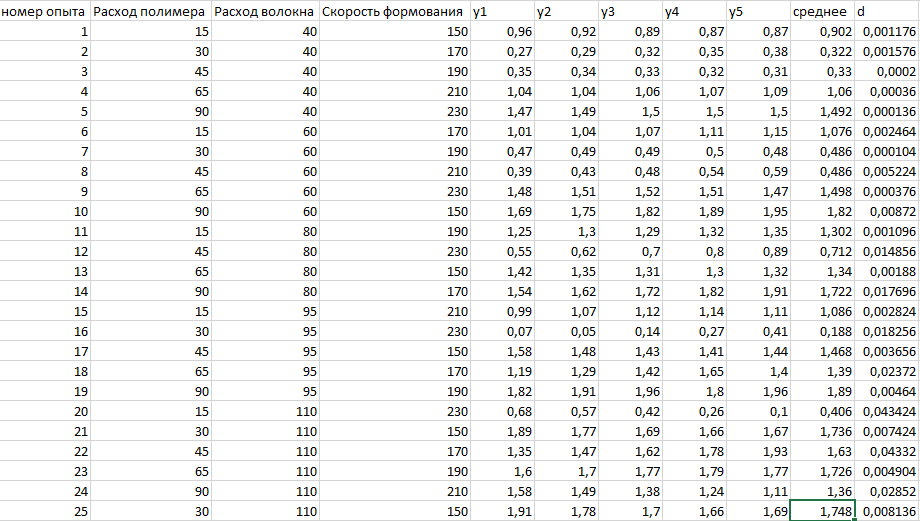 номер опыта Расход полимера Расход волокна Скорость формования y1 y2 y3 y4 y5 среднее d
1 15 40 150 0,96 0,92 0,89 0,87 0,87 0,902 0,001176
2 30 40 170 0,27 0,29 0,32 0,35 0,38 0,322 0,001576
3 45 40 190 0,35 0,34 0,33 0,32 0,31 0,33 0,0002
4 65 40 210 1,04 1,04 1,06 1,07 1,09 1,06 0,00036
5 90 40 230 1,47 1,49 1,5 1,5 1,5 1,492 0,000136
6 15 60 170 1,01 1,04 1,07 1,11 1,15 1,076 0,002464
7 30 60 190 0,47 0,49 0,49 0,5 0,48 0,486 0,000104
8 45 60 210 0,39 0,43 0,48 0,54 0,59 0,486 0,005224
9 65 60 230 1,48 1,51 1,52 1,51 1,47 1,498 0,000376
10 90 60 150 1,69 1,75 1,82 1,89 1,95 1,82 0,00872
11 15 80 190 1,25 1,3 1,29 1,32 1,35 1,302 0,001096
12 45 80 230 0,55 0,62 0,7 0,8 0,89 0,712 0,014856
13 65 80 150 1,42 1,35 1,31 1,3 1,32 1,34 0,00188
14 90 80 170 1,54 1,62 1,72 1,82 1,91 1,722 0,017696
15 15 95 210 0,99 1,07 1,12 1,14 1,11 1,086 0,002824
16 30 95 230 0,07 0,05 0,14 0,27 0,41 0,188 0,018256
17 45 95 150 1,58 1,48 1,43 1,41 1,44 1,468 0,003656
18 65 95 170 1,19 1,29 1,42 1,65 1,4 1,39 0,02372
19 90 95 190 1,82 1,91 1,96 1,8 1,96 1,89 0,00464
20 15 110 230 0,68 0,57 0,42 0,26 0,1 0,406 0,043424
21 30 110 150 1,89 1,77 1,69 1,66 1,67 1,736 0,007424
22 45 110 170 1,35 1,47 1,62 1,78 1,93 1,63 0,04332
23 65 110 190 1,6 1,7 1,77 1,79 1,77 1,726 0,004904
24 90 110 210 1,58 1,49 1,38 1,24 1,11 1,36 0,02852
25 30 110 150 1,91 1,78 1,7 1,66 1,69 1,748 0,008136